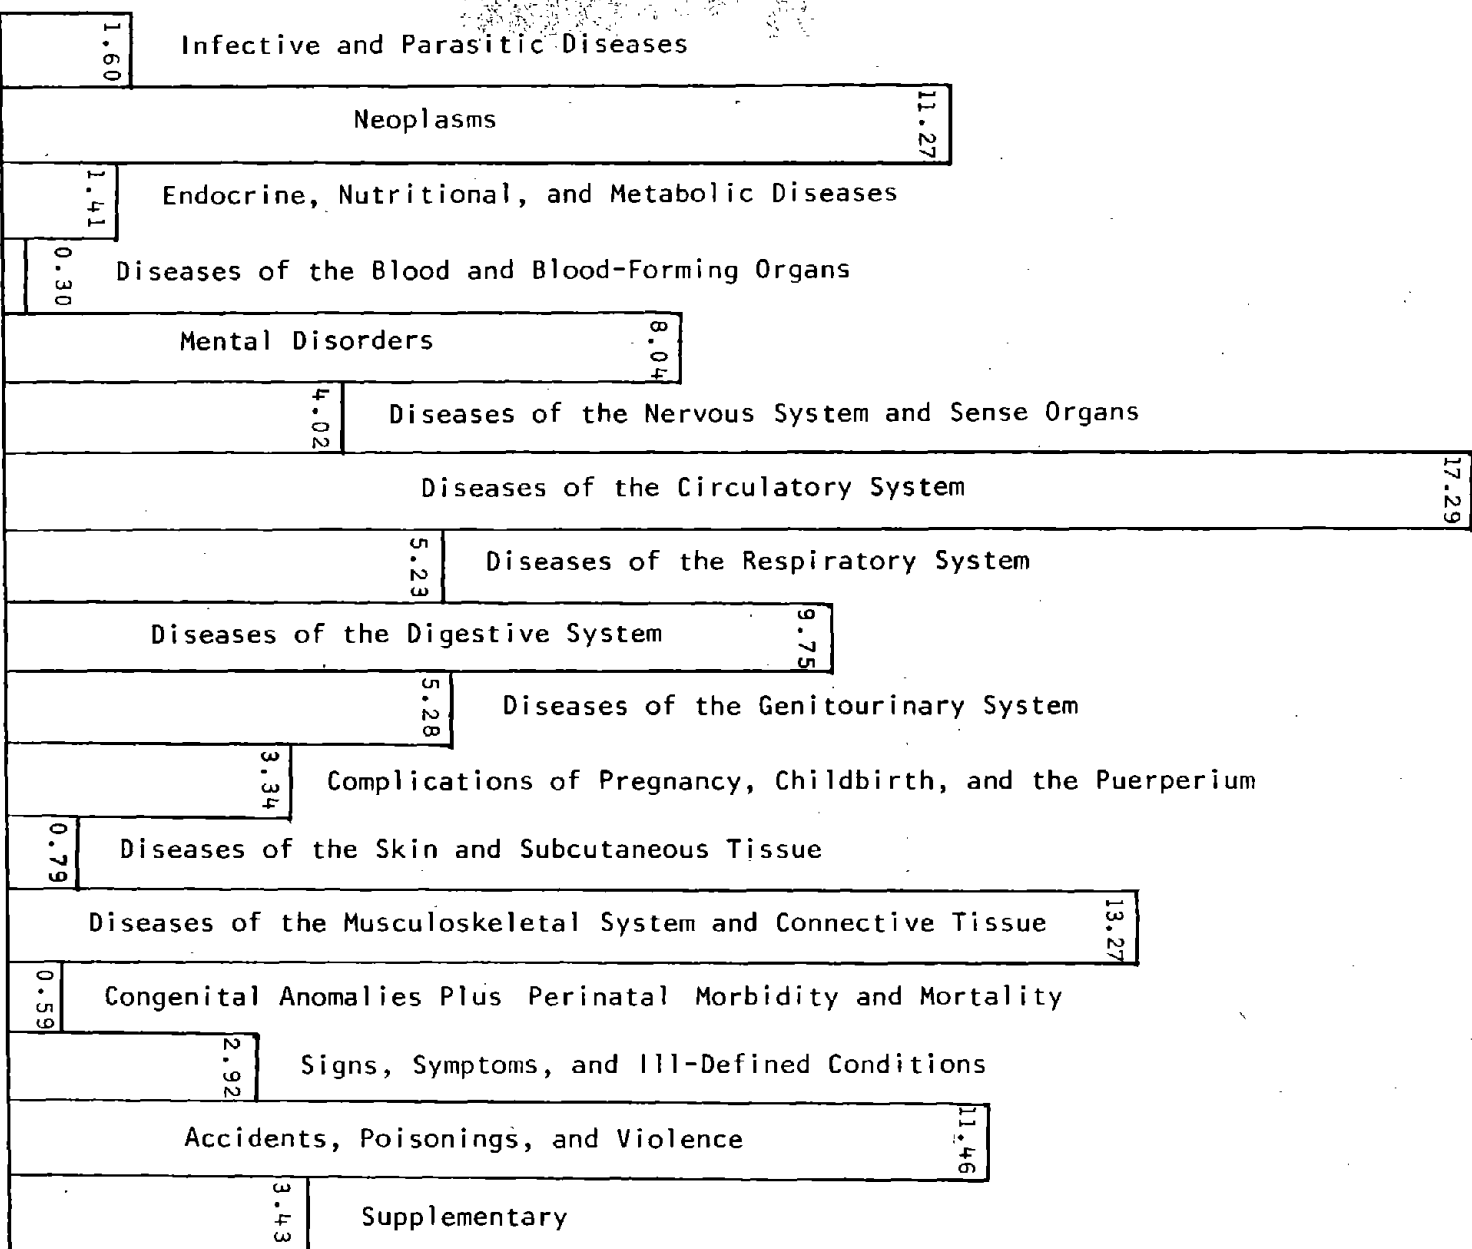 1.60 Infective and Parasitic Diseases
Neoplasms 11.27
1.41 Endocrine, Nutritional, and Metabolic Diseases
0.30 Diseases of the Blood and Blood-Forming Organs
Mental Disorders 8.04
4.02 Diseases of the Nervous System and Sense Organs
Diseases of the Circulatory System 17.29
5.23 Diseases of the Respiratory System
Diseases of the Digestive System 9.75
5.28 Diseases of the Genitourinary System
3.34 Complications of Pregnancy, Childbirth, and the Puerperium
0.79 Diseases of the Skin and Subcutaneous Tissue
Diseases of the Musculoskeletal System and Connective Tissue 13.27
0.59 Congenital Anomalies Plus Perinatal Morbidity and Mortality
2.92 Signs, Symptoms, and Ill-Defined Conditions
Accidents, Poisonings, and Violence 11.46
3.43 Supplementary